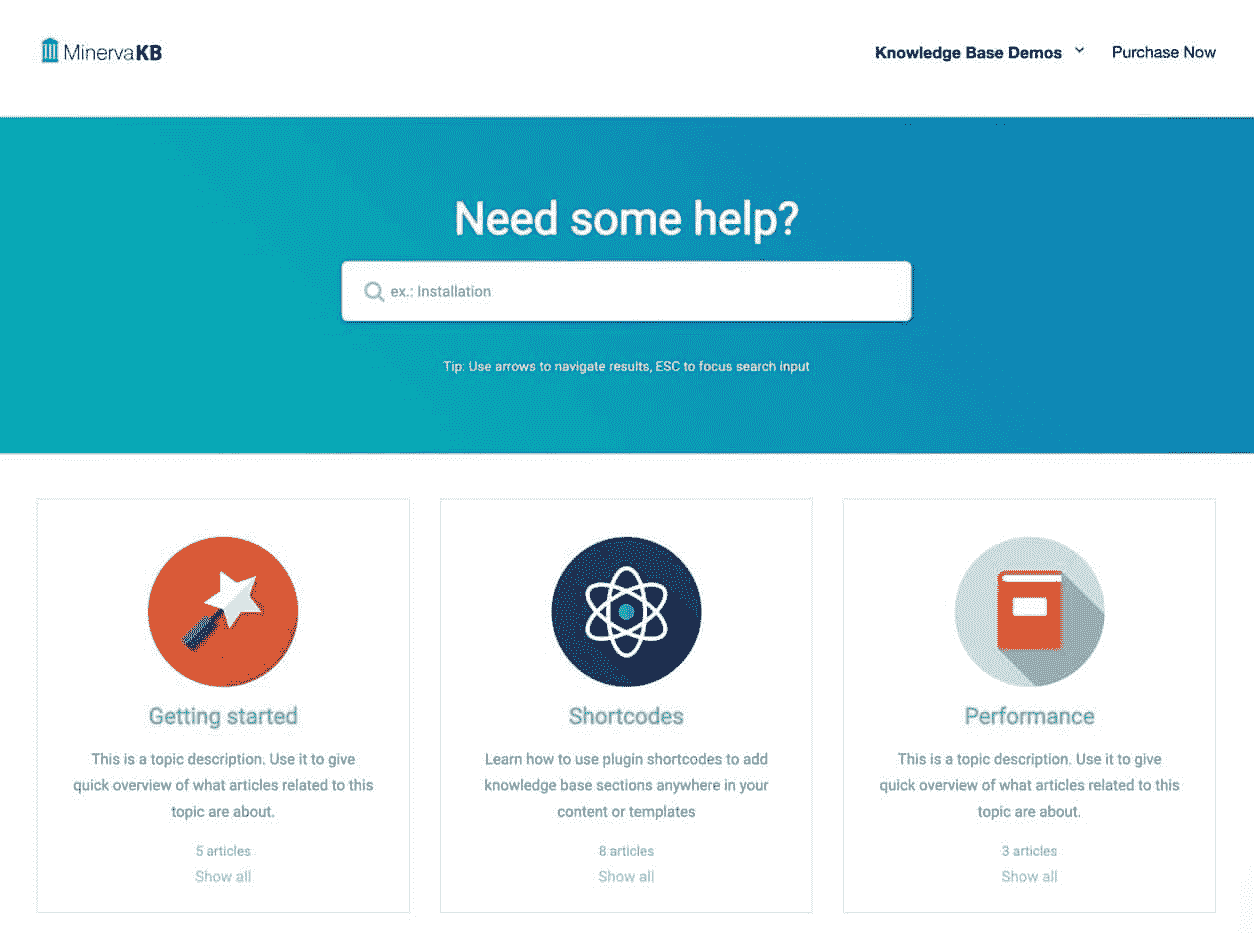 MinervaKB
Knowledge Base Demos
Purchase Now
Need some help?
ex.: Installation
Tip: Use arrows to navigate results, ESC to focus search input
Getting started
This is a topic description. Use it to give
quick overview of what articles related to this
topic are about.
5 articles
Show all
Shortcodes
Learn how to use plugin shortcodes to add
knowledge base sections anywhere in your
content or templates
8 articles
Show all
Performance
This is a topic description. Use it to give
quick overview of what articles related to this
topic are about.
3 articles
Show all